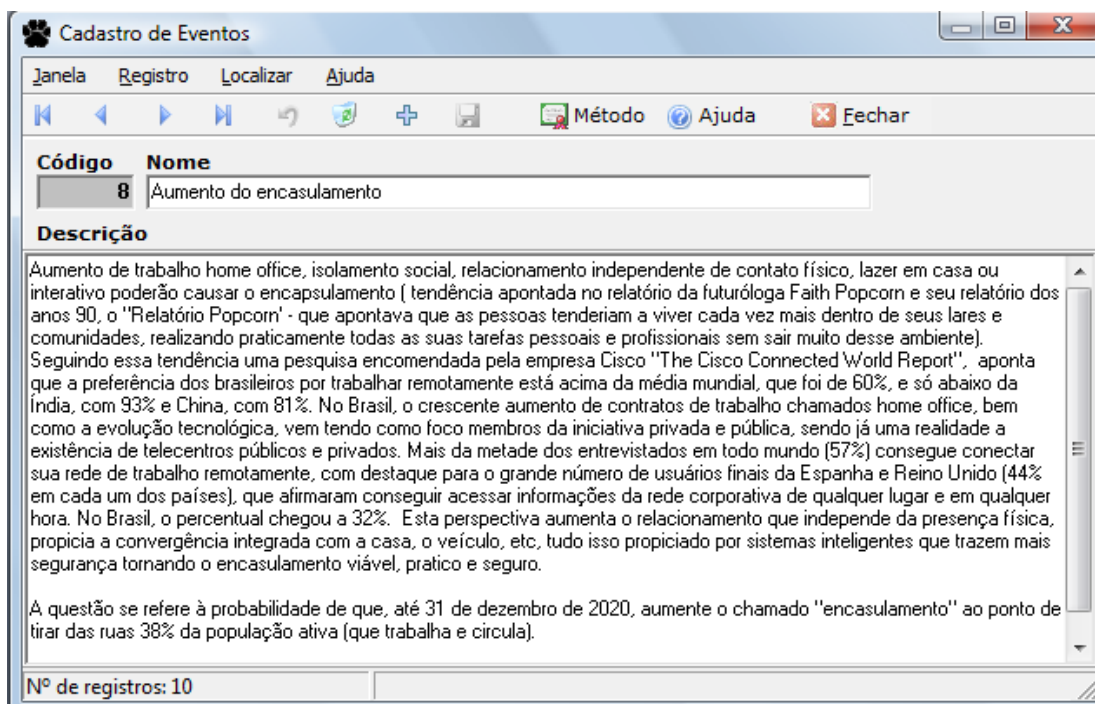 Cadastro de Eventos
Janela Registro Localizar Ajuda
Método Ajuda Fechar
Código Nome
8 Aumento do encasulamento
Descrição
Aumento de trabalho home office, isolamento social, relacionamento independente de contato físico, lazer em casa ou
interativo poderão causar o encapsulamento ( tendência apontada no relatório da futuróloga Faith Popcorn e seu relatório dos
anos 90, o "Relatório Popcorn' - que apontava que as pessoas tenderiam a viver cada vez mais dentro de seus lares e
comunidades, realizando praticamente todas as suas tarefas pessoais e profissionais sem sair muito desse ambiente).
Seguindo essa tendência uma pesquisa encomendada pela empresa Cisco "The Cisco Connected World Report", aponta
que a preferência dos brasileiros por trabalhar remotamente está acima da média mundial, que foi de 60%, e só abaixo da
Índia, com 93% e China, com 81%. No Brasil, o crescente aumento de contratos de trabalho chamados home office, bem
como a evolução tecnológica, vem tendo como foco membros da iniciativa privada e pública, sendo já uma realidade a
existência de telecentros públicos e privados. Mais da metade dos entrevistados em todo mundo (57%) consegue conectar
sua rede de trabalho remotamente, com destaque para o grande número de usuários finais da Espanha e Reino Unido (44%
em cada um dos países), que afirmaram conseguir acessar informações da rede corporativa de qualquer lugar e em qualquer
hora. No Brasil, o percentual chegou a 32%. Esta perspectiva aumenta o relacionamento que independe da presença física,
propicia a convergência integrada com a casa, o veículo, etc, tudo isso propiciado por sistemas inteligentes que trazem mais
segurança tornando o encasulamento viável, pratico e seguro.
A questão se refere à probabilidade de que, até 31 de dezembro de 2020, aumente o chamado "encasulamento" ao ponto de
tirar das ruas 38% da população ativa (que trabalha e circula).
Nº de registros: 10